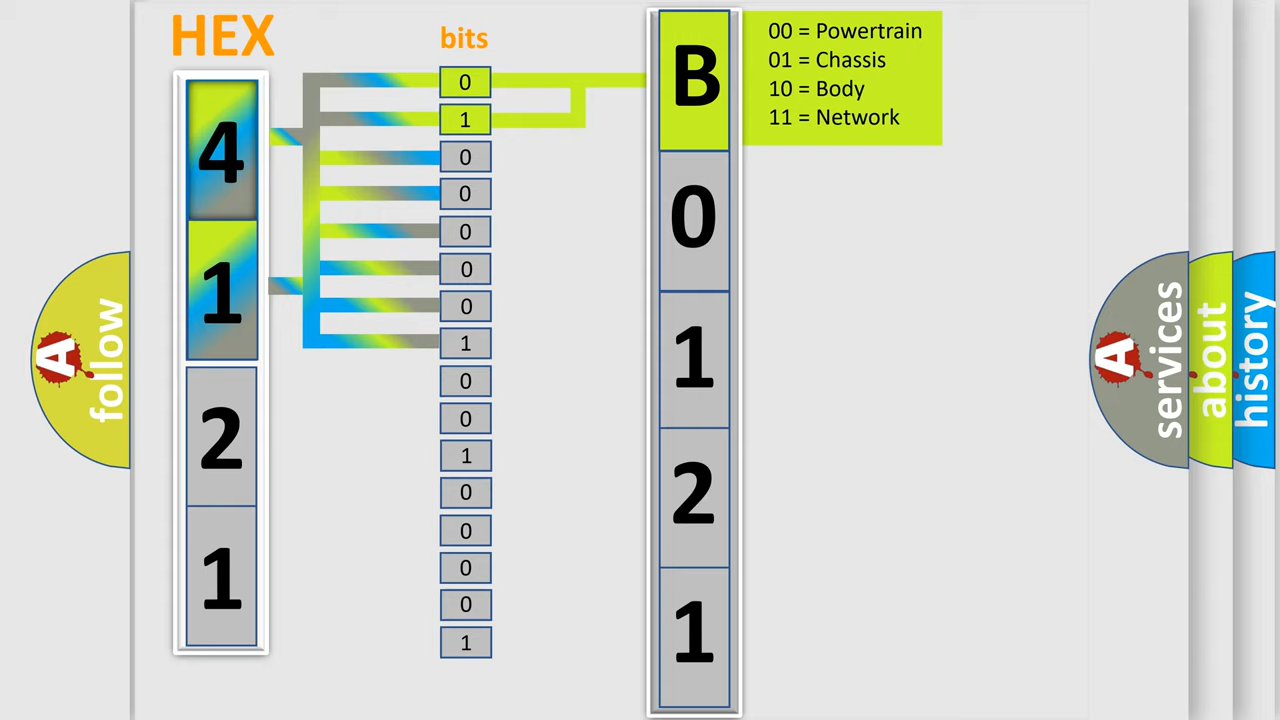 HEX
bits
4
1
2
1
0
1
0
0
0
0
0
1
0
0
1
0
0
0
0
1
B
0
1
2
1
00 = Powertrain
01 = Chassis
10 = Body
11 = Network
A
follow
A
services
about
history